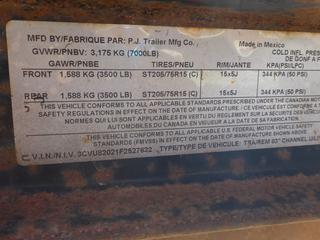 MFD BY/FABRIQUE PAR: P.J. Trailer Mfg Co. Made in Mexico
GVWR/PNBV: 3,175 KG (7000LB) COLD INFL. PRES
GAWR/PNBE TIRES/PNEU RIM/JANTE KPA(PSI/LPC)
FRONT 1,588 KG (3500 LB) ST205/75R15 (C) 15x5J 344 KPA (50 PSI)
REAR 1,588 KG (3500 LB) ST205/75R15 (C) 15x5J 344 KPA (50 PSI)
THIS VEHICLE CONFORMS TO ALL APPLICABLE STANDARDS PRESCRIBED UNDER THE CANADIAN MOTOR
VEHICLE SAFETY REGULATIONS IN EFFECT ON THE DATE OF MANUFACTURE / CE VEHICULE EST CONFORME A
TOUTES LES NORMES QUI LUI SONT APPLICABLES EN VERTU DU REGLEMENT SUR LA SECURITE DES VEHICULES
AUTOMOBILES DU CANADA EN VIGUEUR A LA DATE DE SA FABRICATION
THIS VEHICLE CONFORMS TO ALL APPLICABLE U.S. FEDERAL MOTOR VEHICLE
SAFETY STANDARDS (FMVSS) IN EFFECT ON THE DATE OF MANUFACTURE SHOWN ABOVE.
V.I.N./N.I.V. TYPE/TYPE DE VEHICLE: TRA/REM 83" CHANNEL